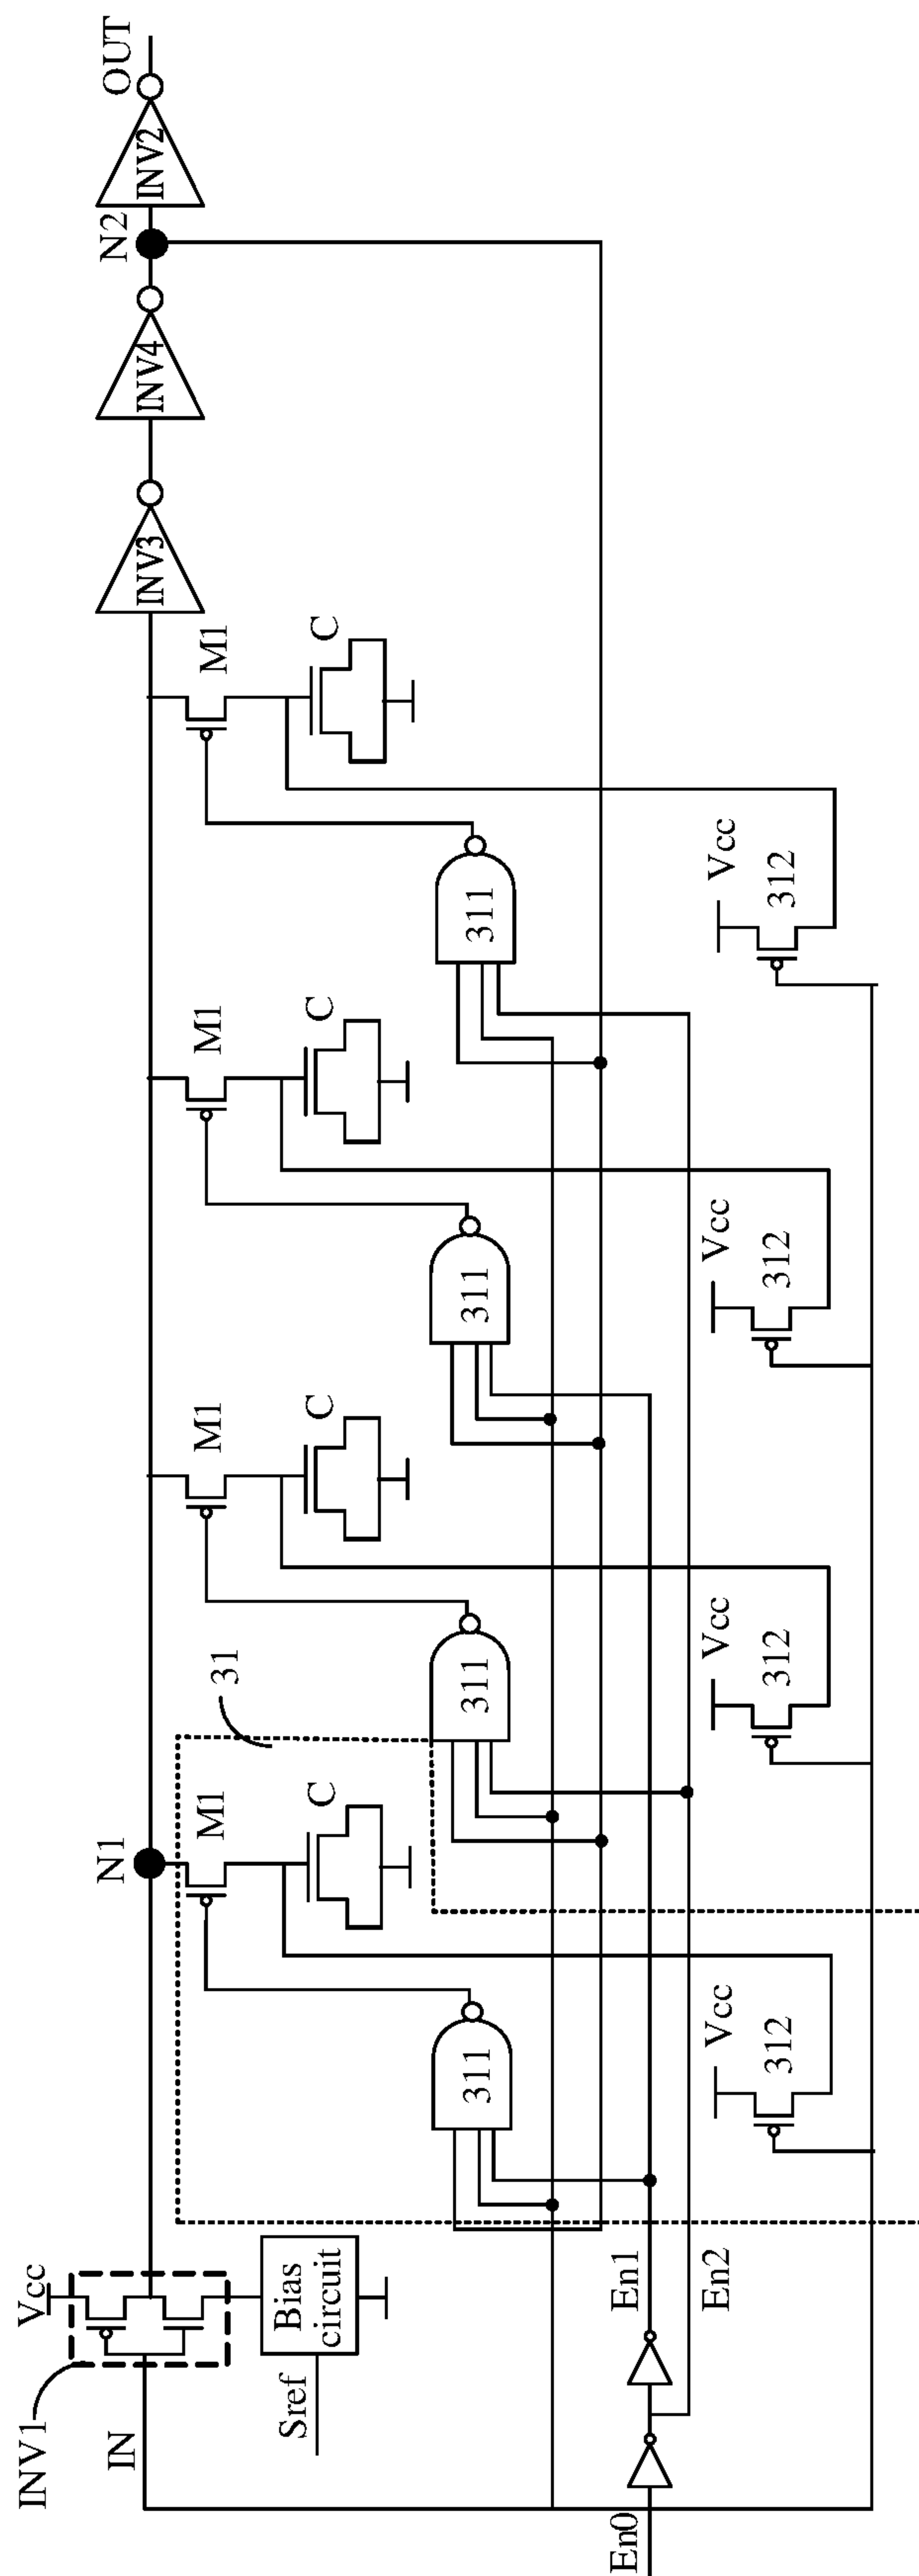 INV1
Vcc
IN
Sref
Bias
circuit
N1
31
M1
C
M1
C
M1
C
M1
C
INV3
INV4
N2
INV2
OUT
311
311
311
311
Vcc
312
Vcc
312
Vcc
312
Vcc
312
En0
En1
En2